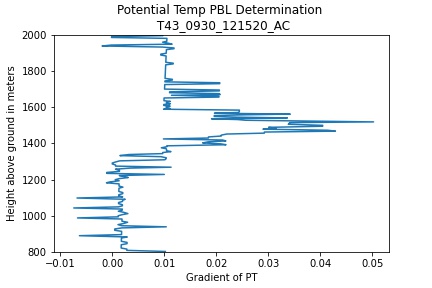 Potential Temp PBL Determination
T43_0930_121520_AC
Height above ground in meters
2000
1800
1600
1400
1200
1000
800
−0.01 0.00 0.01 0.02 0.03 0.04 0.05
Gradient of PT